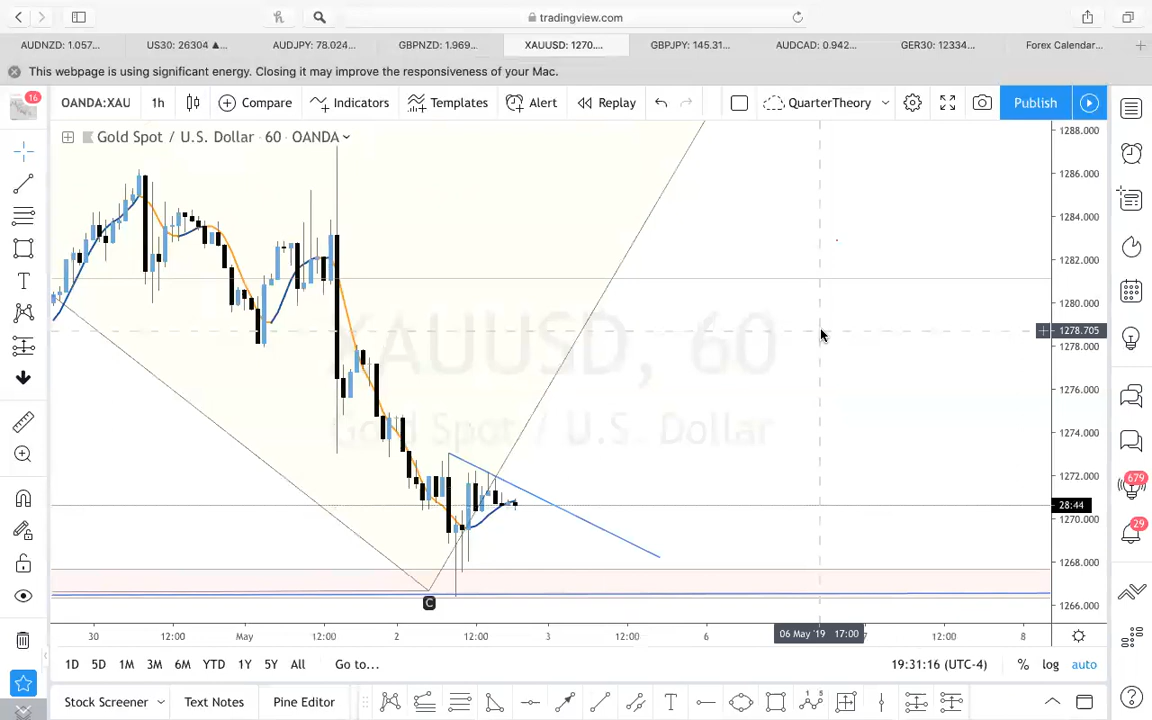 tradingview.com
AUDNZD: 1.057...
US30: 26304 ▲...
AUDJPY: 78.024...
GBPNZD: 1.969...
XAUUSD: 1270....
GBPJPY: 145.31...
AUDCAD: 0.942...
GER30: 12334...
Forex Calendar...
This webpage is using significant energy. Closing it may improve the responsiveness of your Mac.
16
OANDA:XAU
1h
Compare
Indicators
Templates
Alert
Replay
QuarterTheory
Publish
Gold Spot / U.S. Dollar · 60 · OANDA
XAUUSD, 60
Gold Spot / U.S. Dollar
1288.000
1286.000
1284.000
1282.000
1280.000
1278.705
1278.000
1276.000
1274.000
1272.000
28:44
1270.000
1268.000
1266.000
C
679
29
30
12:00
May
12:00
2
12:00
3
12:00
6
06 May '19 17:00
7
12:00
8
1D
5D
1M
3M
6M
YTD
1Y
5Y
All
Go to...
19:31:16 (UTC-4)
%
log
auto
Stock Screener
Text Notes
Pine Editor